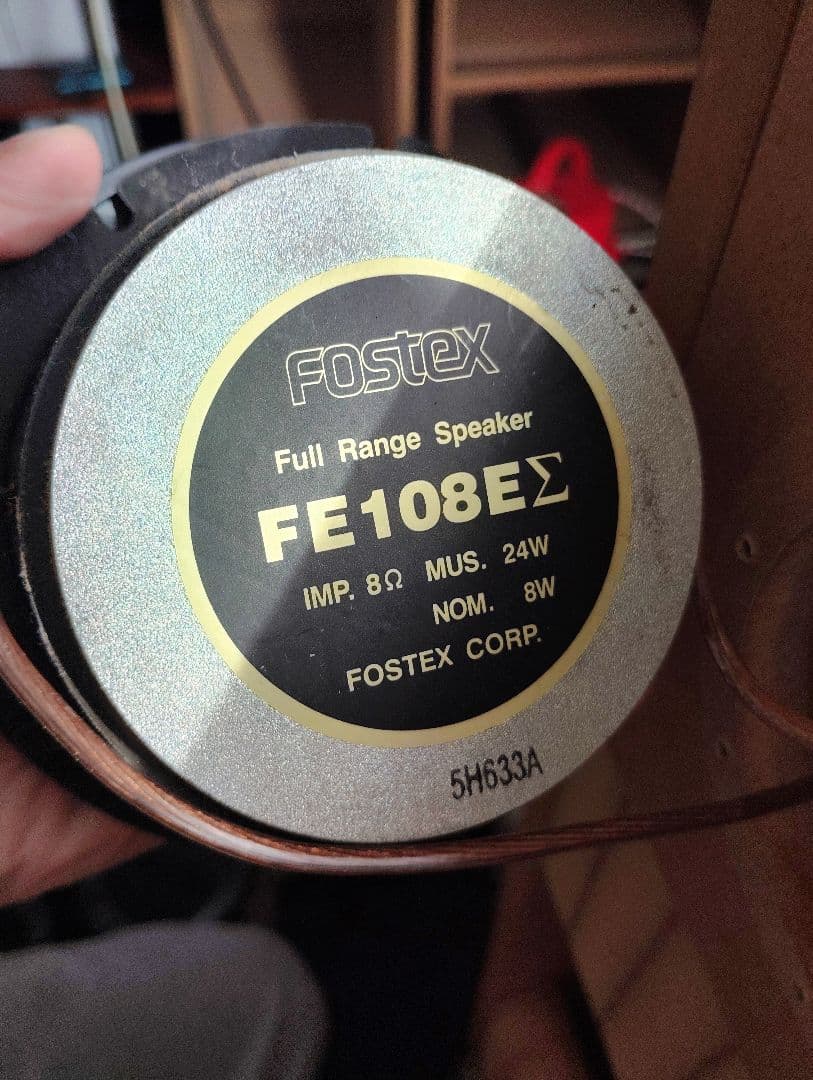 Fostex
Full Range Speaker
FE108EΣ
IMP. 8Ω MUS. 24W
NOM. 8W
FOSTEX CORP.
5H633A